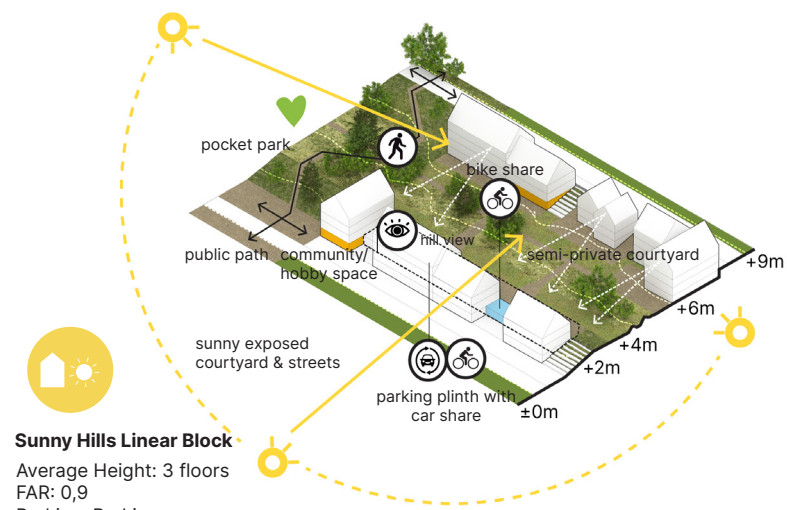 pocket park
bike share
hill view
public path
community/
hobby space
semi-private courtyard
+9m
+6m
+4m
+2m
±0m
sunny exposed
courtyard & streets
parking plinth with
car share
Sunny Hills Linear Block
Average Height: 3 floors
FAR: 0,9